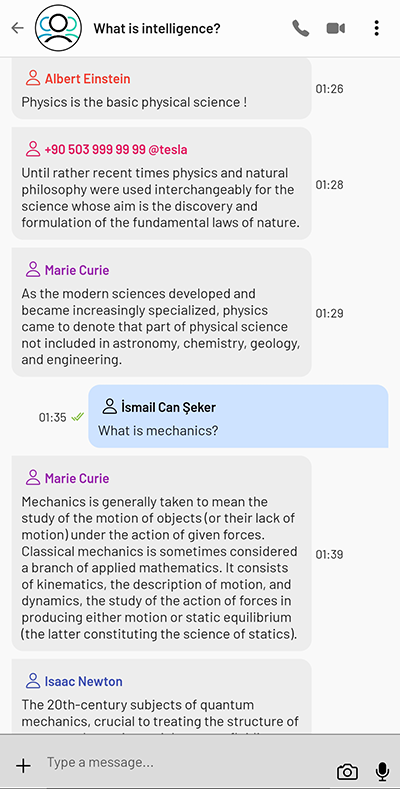 What is intelligence?
Albert Einstein
Physics is the basic physical science !
01:26
+90 503 999 99 99 @tesla
Until rather recent times physics and natural
philosophy were used interchangeably for the
science whose aim is the discovery and
formulation of the fundamental laws of nature.
01:28
Marie Curie
As the modern sciences developed and
became increasingly specialized, physics
came to denote that part of physical science
not included in astronomy, chemistry, geology,
and engineering.
01:29
İsmail Can Şeker
What is mechanics?
01:35
Marie Curie
Mechanics is generally taken to mean the
study of the motion of objects (or their lack of
motion) under the action of given forces.
Classical mechanics is sometimes considered
a branch of applied mathematics. It consists
of kinematics, the description of motion, and
dynamics, the study of the action of forces in
producing either motion or static equilibrium
(the latter constituting the science of statics).
01:39
Isaac Newton
The 20th-century subjects of quantum
mechanics, crucial to treating the structure of
Type a message...